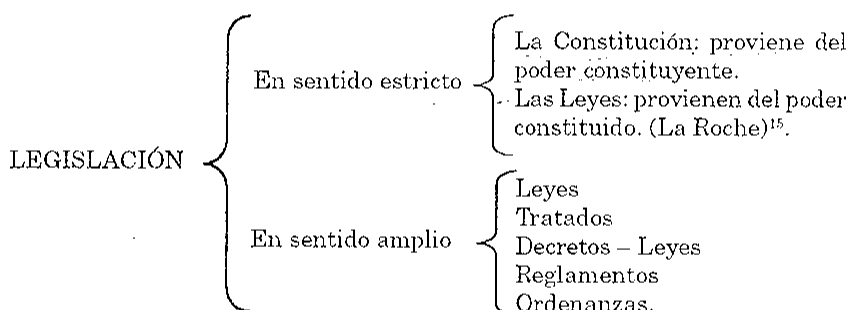 LEGISLACIÓN
En sentido estricto
La Constitución: proviene del
poder constituyente.
Las Leyes: provienen del poder
constituido. (La Roche)¹⁵.
En sentido amplio
Leyes
Tratados
Decretos – Leyes
Reglamentos
Ordenanzas.